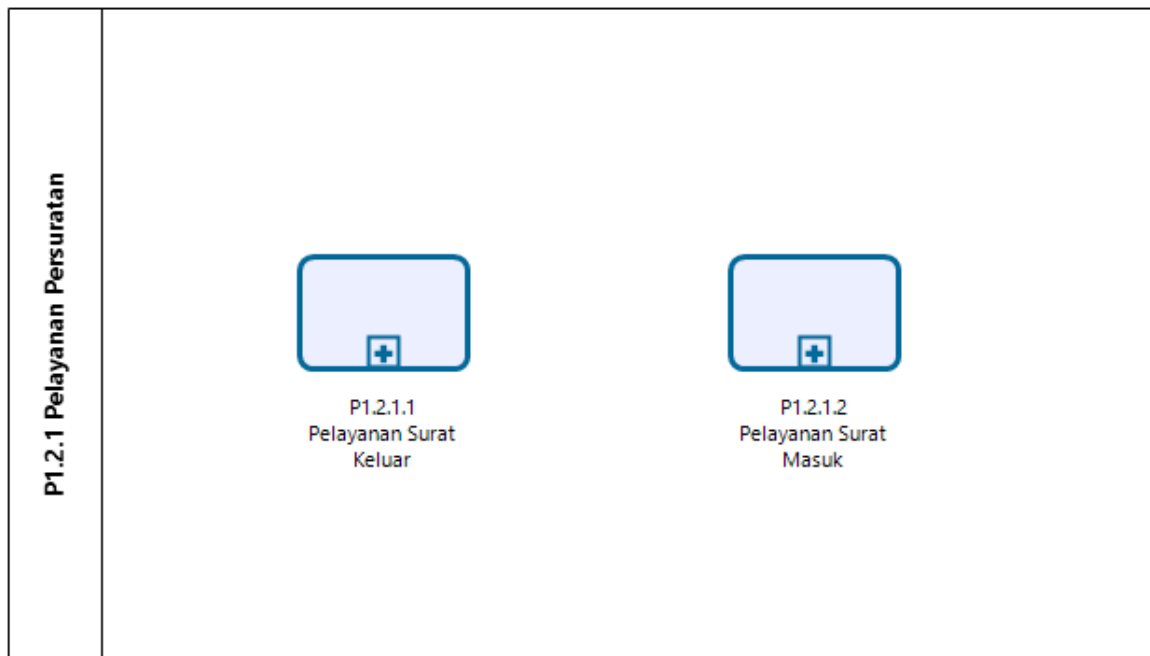 P1.2.1 Pelayanan Persuratan
P1.2.1.1
Pelayanan Surat
Keluar
P1.2.1.2
Pelayanan Surat
Masuk